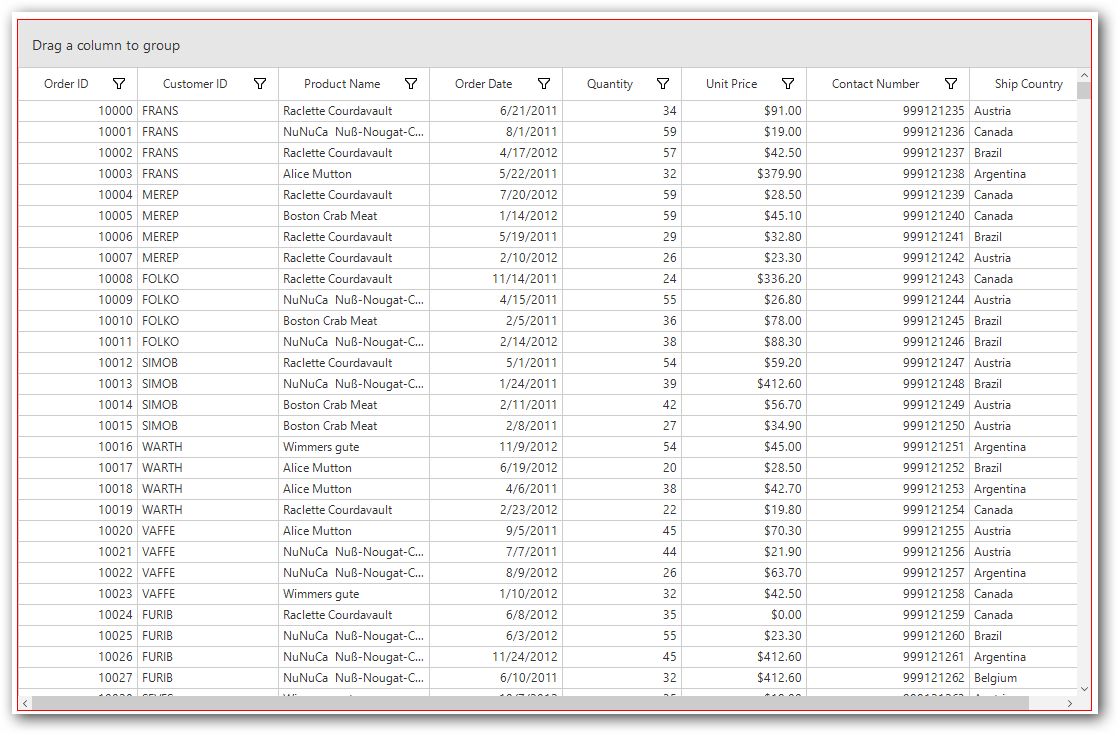 Drag a column to group
Order ID Customer ID Product Name Order Date Quantity Unit Price Contact Number Ship Country
10000 FRANS Raclette Courdavault 6/21/2011 34 $91.00 999121235 Austria
10001 FRANS NuNuCa Nuß-Nougat-C... 8/1/2011 59 $19.00 999121236 Canada
10002 FRANS Raclette Courdavault 4/17/2012 57 $42.50 999121237 Brazil
10003 FRANS Alice Mutton 5/22/2011 32 $379.90 999121238 Argentina
10004 MEREP Raclette Courdavault 7/20/2012 59 $28.50 999121239 Canada
10005 MEREP Boston Crab Meat 1/14/2012 59 $45.10 999121240 Canada
10006 MEREP Raclette Courdavault 5/19/2011 29 $32.80 999121241 Brazil
10007 MEREP Raclette Courdavault 2/10/2012 26 $23.30 999121242 Austria
10008 FOLKO Raclette Courdavault 11/14/2011 24 $336.20 999121243 Canada
10009 FOLKO NuNuCa Nuß-Nougat-C... 4/15/2011 55 $26.80 999121244 Austria
10010 FOLKO Boston Crab Meat 2/5/2011 36 $78.00 999121245 Brazil
10011 FOLKO NuNuCa Nuß-Nougat-C... 2/14/2012 38 $88.30 999121246 Brazil
10012 SIMOB Raclette Courdavault 5/1/2011 54 $59.20 999121247 Austria
10013 SIMOB NuNuCa Nuß-Nougat-C... 1/24/2011 39 $412.60 999121248 Brazil
10014 SIMOB Boston Crab Meat 2/11/2011 42 $56.70 999121249 Austria
10015 SIMOB Boston Crab Meat 2/8/2011 27 $34.90 999121250 Austria
10016 WARTH Wimmers gute 11/9/2012 54 $45.00 999121251 Argentina
10017 WARTH Alice Mutton 6/19/2012 20 $28.50 999121252 Brazil
10018 WARTH Alice Mutton 4/6/2011 38 $42.70 999121253 Argentina
10019 WARTH Raclette Courdavault 2/23/2012 22 $19.80 999121254 Canada
10020 VAFFE Alice Mutton 9/5/2011 45 $70.30 999121255 Austria
10021 VAFFE NuNuCa Nuß-Nougat-C... 7/7/2011 44 $21.90 999121256 Austria
10022 VAFFE NuNuCa Nuß-Nougat-C... 8/9/2012 26 $63.70 999121257 Argentina
10023 VAFFE Wimmers gute 1/10/2012 32 $42.50 999121258 Canada
10024 FURIB Raclette Courdavault 6/8/2012 35 $0.00 999121259 Canada
10025 FURIB NuNuCa Nuß-Nougat-C... 6/3/2012 55 $23.30 999121260 Brazil
10026 FURIB NuNuCa Nuß-Nougat-C... 11/24/2012 45 $412.60 999121261 Argentina
10027 FURIB NuNuCa Nuß-Nougat-C... 6/10/2011 32 $412.60 999121262 Belgium